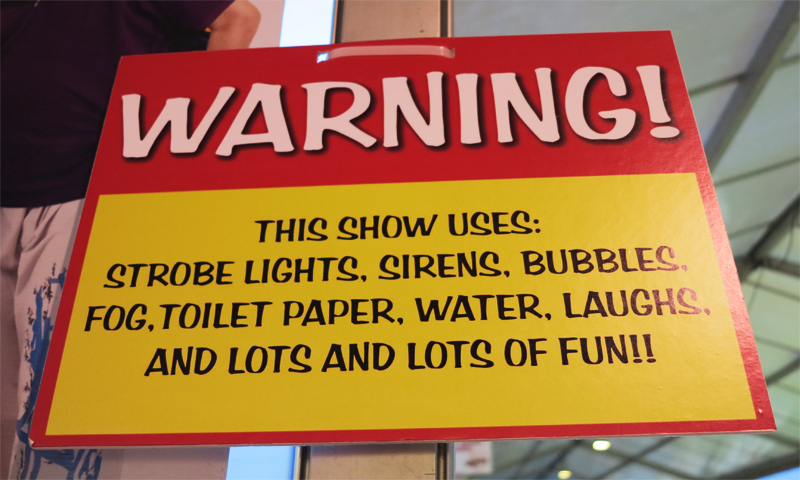 WARNING!
THIS SHOW USES:
STROBE LIGHTS, SIRENS, BUBBLES,
FOG, TOILET PAPER, WATER, LAUGHS,
AND LOTS AND LOTS OF FUN!!